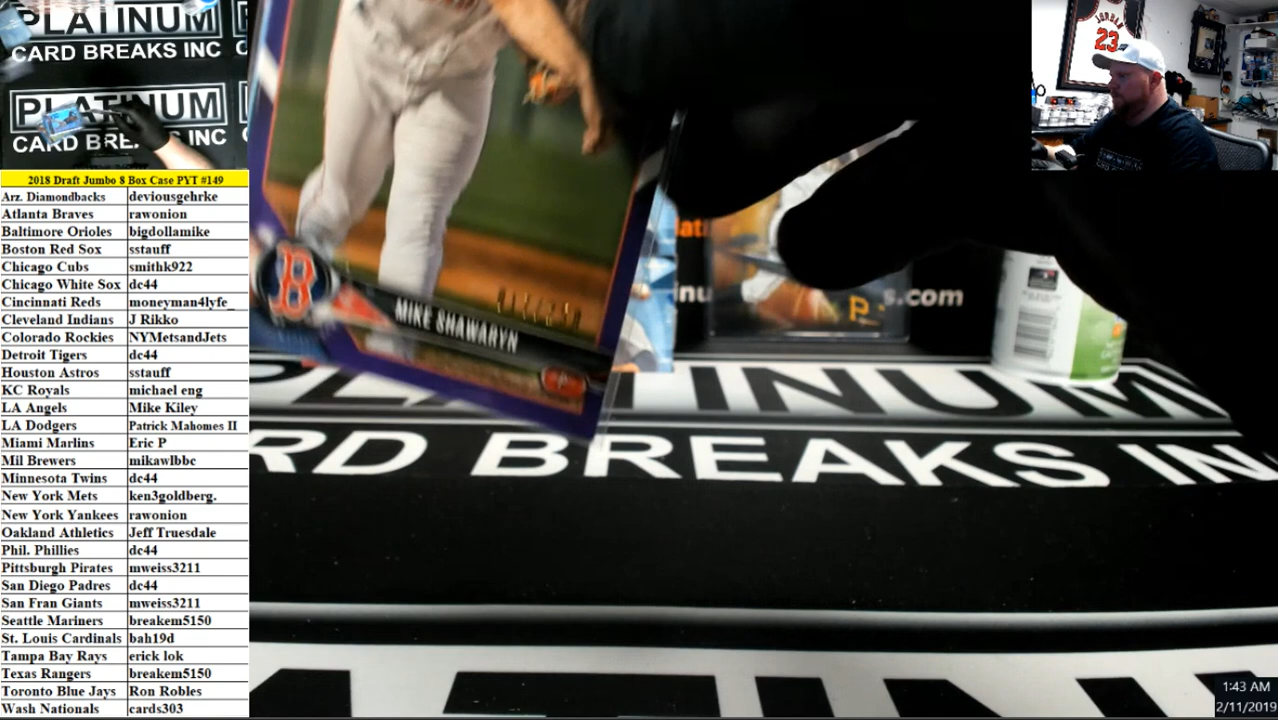 PLATINUM
CARD BREAKS INC
PLATINUM
CARD BRE INC
2018 Draft Jumbo 8 Box Case PYT #149
Arz. Diamondbacks deviousgehrke
Atlanta Braves rawonion
Baltimore Orioles bigdollamike
Boston Red Sox sstauff
Chicago Cubs smithk922
Chicago White Sox dc44
Cincinnati Reds moneyman4lyfe_
Cleveland Indians J Rikko
Colorado Rockies NYMetsandJets
Detroit Tigers dc44
Houston Astros sstauff
KC Royals michael eng
LA Angels Mike Kiley
LA Dodgers Patrick Mahomes II
Miami Marlins Eric P
Mil Brewers mikawlbbc
Minnesota Twins dc44
New York Mets ken3goldberg.
New York Yankees rawonion
Oakland Athletics Jeff Truesdale
Phil. Phillies dc44
Pittsburgh Pirates mweiss3211
San Diego Padres dc44
San Fran Giants mweiss3211
Seattle Mariners breakem5150
St. Louis Cardinals bah19d
Tampa Bay Rays erick lok
Texas Rangers breakem5150
Toronto Blue Jays Ron Robles
Wash Nationals cards303
B
MIKE SHAWARYN
P
s.com
PLATINUM
RD BREAKS IN
ATIN
JORDAN
23
1:43 AM
2/11/2019